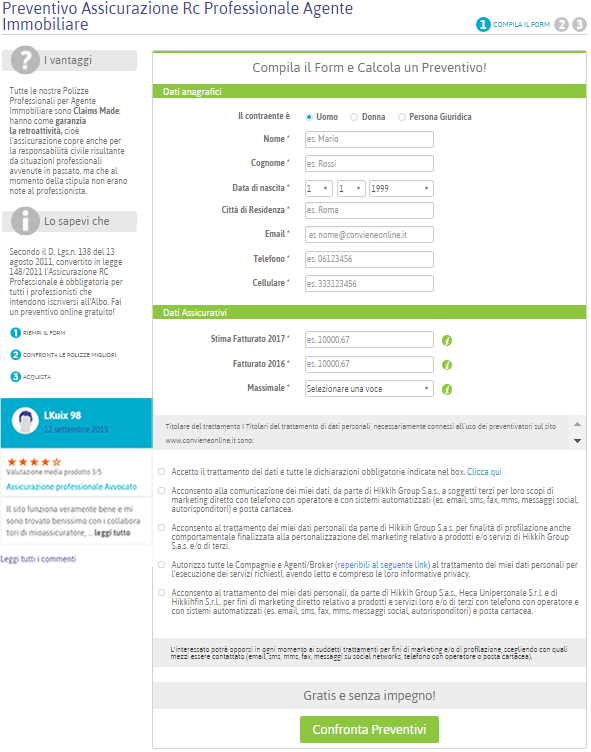 Preventivo Assicurazione Rc Professionale Agente
Immobiliare
1 COMPILA IL FORM 2 3
? I vantaggi
Tutte le nostre Polizze
Professionali per Agente
Immobiliare sono Claims Made:
hanno come garanzia
la retroattività, cioè
l'assicurazione copre anche per
la responsabilità civile risultante
da situazioni professionali
avvenute in passato, ma che al
momento della stipula non erano
note al professionista.
i Lo sapevi che
Secondo il D. Lgs.n. 138 del 13
agosto 2011, convertito in legge
148/2011 l'Assicurazione RC
Professionale è obbligatoria per
tutti i professionisti che
intendono iscriversi all'Albo. Fai
un preventivo online gratuito!
1 RIEMPI IL FORM
2 CONFRONTA LE POLIZZE MIGLIORI
3 ACQUISTA
LKuix 98
12 settembre 2015
Valutazione media prodotto 3/5
Assicurazione professionale Avvocato
Il sito funziona veramente bene e mi
sono trovato benissimo con i collabora
tori di mioassicuratore, ... leggi tutto
Leggi tutti i commenti
Compila il Form e Calcola un Preventivo!
Dati anagrafici
Il contraente è Uomo Donna Persona Giuridica
Nome * es. Mario
Cognome * es. Rossi
Data di nascita * 1 1 1999
Città di Residenza * es. Roma
Email * es nome@convieneonline.it
Telefono * es. 06123456
Cellulare * es. 333123456
Dati Assicurativi
Stima Fatturato 2017 * es. 10000,67 i
Fatturato 2016 * es. 10000,67 i
Massimale * Selezionare una voce i
Titolare del trattamento I Titolari del trattamento di dati personali, necessariamente connessi all'uso dei preventivatori sul sito
www.convieneonline.it sono:
Accetto il trattamento dei dati e tutte le dichiarazioni obbligatorie indicate nel box. Clicca qui
Acconsento alla comunicazione dei miei dati, da parte di Hikkih Group S.a.s., a soggetti terzi per loro scopi di
marketing diretto con telefono con operatore e con sistemi automatizzati (es. email, sms, fax, mms, messaggi social,
autorisponditori) e posta cartacea.
Acconsento al trattamento dei miei dati personali da parte di Hikkih Group S.a.s. per finalità di profilazione anche
comportamentale finalizzata alla personalizzazione del marketing relativo a prodotti e/o servizi di Hikkih Group
S.a.s. e/o di terzi.
Autorizzo tutte le Compagnie e Agenti/Broker (reperibili al seguente link) al trattamento dei miei dati personali per
l'esecuzione dei servizi richiesti, avendo letto e compreso le loro informative privacy.
Acconsento al trattamento dei miei dati personali, da parte di Hikkih Group S.a.s., Heca Unipersonale S.r.l. e di
Hikkihfin S.r.l., per fini di marketing diretto relativo a prodotti e servizi loro e/o di terzi con telefono con operatore e
con sistemi automatizzati (es. email, sms, fax, mms, messaggi social, autorisponditori) e posta cartacea.
L'interessato potrà opporsi in ogni momento ai suddetti trattamenti per fini di marketing e/o di profilazione, scegliendo con quali
mezzi essere contattato (email, sms, mms, fax, messaggi su social networks, telefono con operatore o posta cartacea).
Gratis e senza impegno!
Confronta Preventivi